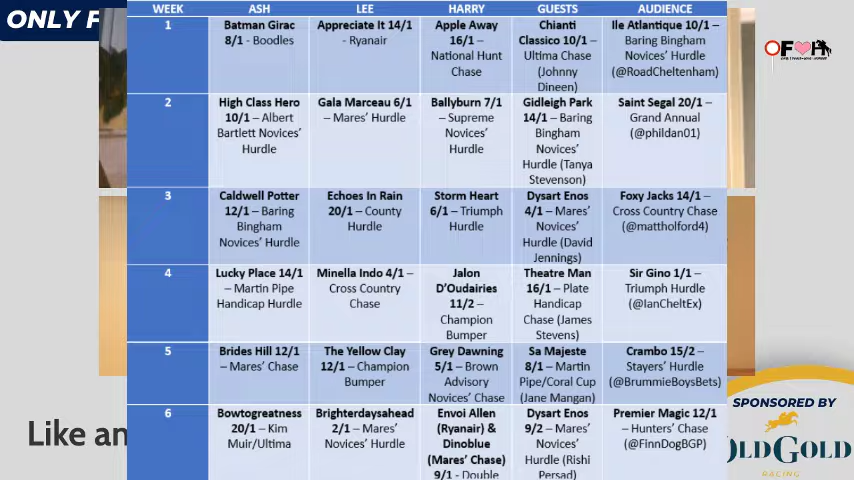 ONLY F
WEEK ASH LEE HARRY GUESTS AUDIENCE
1
Batman Girac
8/1 - Boodles
Appreciate It 14/1
- Ryanair
Apple Away
16/1 –
National Hunt
Chase
Chianti
Classico 10/1 –
Ultima Chase
(Johnny
Dineen)
Ile Atlantique 10/1 –
Baring Bingham
Novices' Hurdle
(@RoadCheltenham)
2
High Class Hero
10/1 – Albert
Bartlett Novices'
Hurdle
Gala Marceau 6/1
– Mares' Hurdle
Ballyburn 7/1
– Supreme
Novices'
Hurdle
Gidleigh Park
14/1 – Baring
Bingham
Novices'
Hurdle (Tanya
Stevenson)
Saint Segal 20/1 –
Grand Annual
(@phildan01)
3
Caldwell Potter
12/1 – Baring
Bingham
Novices' Hurdle
Echoes In Rain
20/1 – County
Hurdle
Storm Heart
6/1 – Triumph
Hurdle
Dysart Enos
4/1 – Mares'
Novices'
Hurdle (David
Jennings)
Foxy Jacks 14/1 –
Cross Country Chase
(@mattholford4)
4
Lucky Place 14/1
– Martin Pipe
Handicap Hurdle
Minella Indo 4/1 –
Cross Country
Chase
Jalon
D'Oudairies
11/2 –
Champion
Bumper
Theatre Man
16/1 – Plate
Handicap
Chase (James
Stevens)
Sir Gino 1/1 –
Triumph Hurdle
(@IanCheltEx)
5
Brides Hill 12/1
– Mares' Chase
The Yellow Clay
12/1 – Champion
Bumper
Grey Dawning
5/1 – Brown
Advisory
Novices' Chase
Sa Majeste
8/1 – Martin
Pipe/Coral Cup
(Jane Mangan)
Crambo 15/2 –
Stayers' Hurdle
(@BrummieBoysBets)
6
Bowtogreatness
20/1 – Kim
Muir/Ultima
Brighterdaysahead
2/1 – Mares'
Novices' Hurdle
Envoi Allen
(Ryanair) &
Dinoblue
(Mares' Chase)
9/1 - Double
Dysart Enos
9/2 – Mares'
Novices'
Hurdle (Rishi
Persad)
Premier Magic 12/1
– Hunters' Chase
(@FinnDogBGP)
OF H
Like an
SPONSORED BY
OLDGOLD
RACING